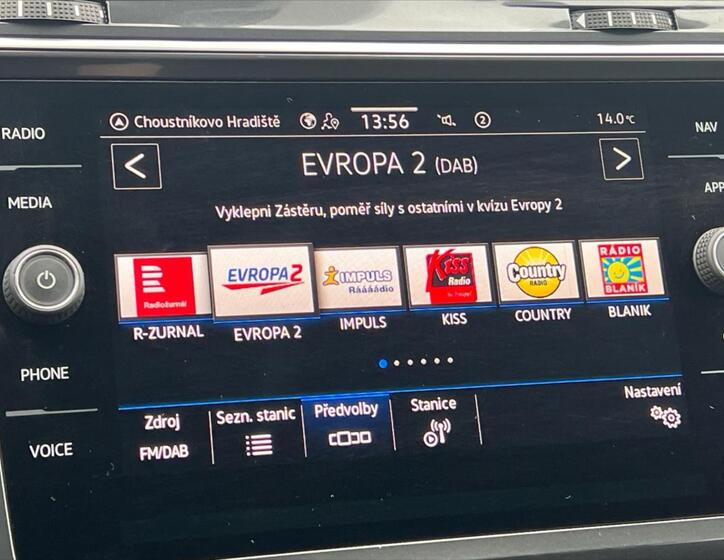 RADIO
MEDIA
PHONE
VOICE
Choustníkovo Hradiště
13:56
2
14.0°C
NAV
APP
<
EVROPA 2 (DAB)
>
Vyklepni Zástěru, poměř síly s ostatními v kvízu Evropy 2
Radiožurnál
EVROPA 2
IMPULS
Ráááádio
Kiss
Radio
Country
RADIO
RÁDIO
BLANÍK
R-ZURNAL
EVROPA 2
IMPULS
KISS
COUNTRY
BLANIK
Zdroj
FM/DAB
Sezn. stanic
Předvolby
Stanice
Nastavení